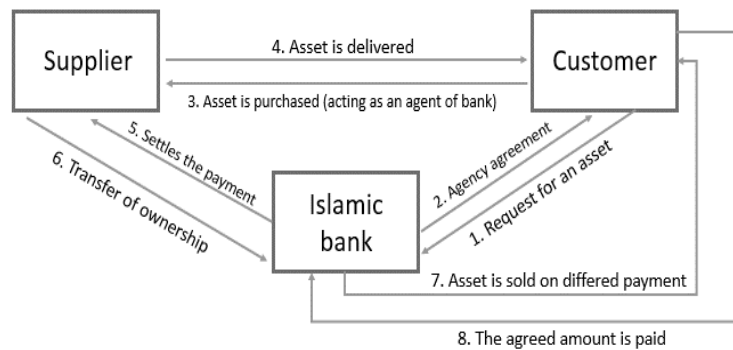 4. Asset is delivered
Supplier
Customer
3. Asset is purchased (acting as an agent of bank)
5. Settles the payment
6. Transfer of ownership
2. Agency agreement
1. Request for an asset
Islamic
bank
7. Asset is sold on differed payment
8. The agreed amount is paid